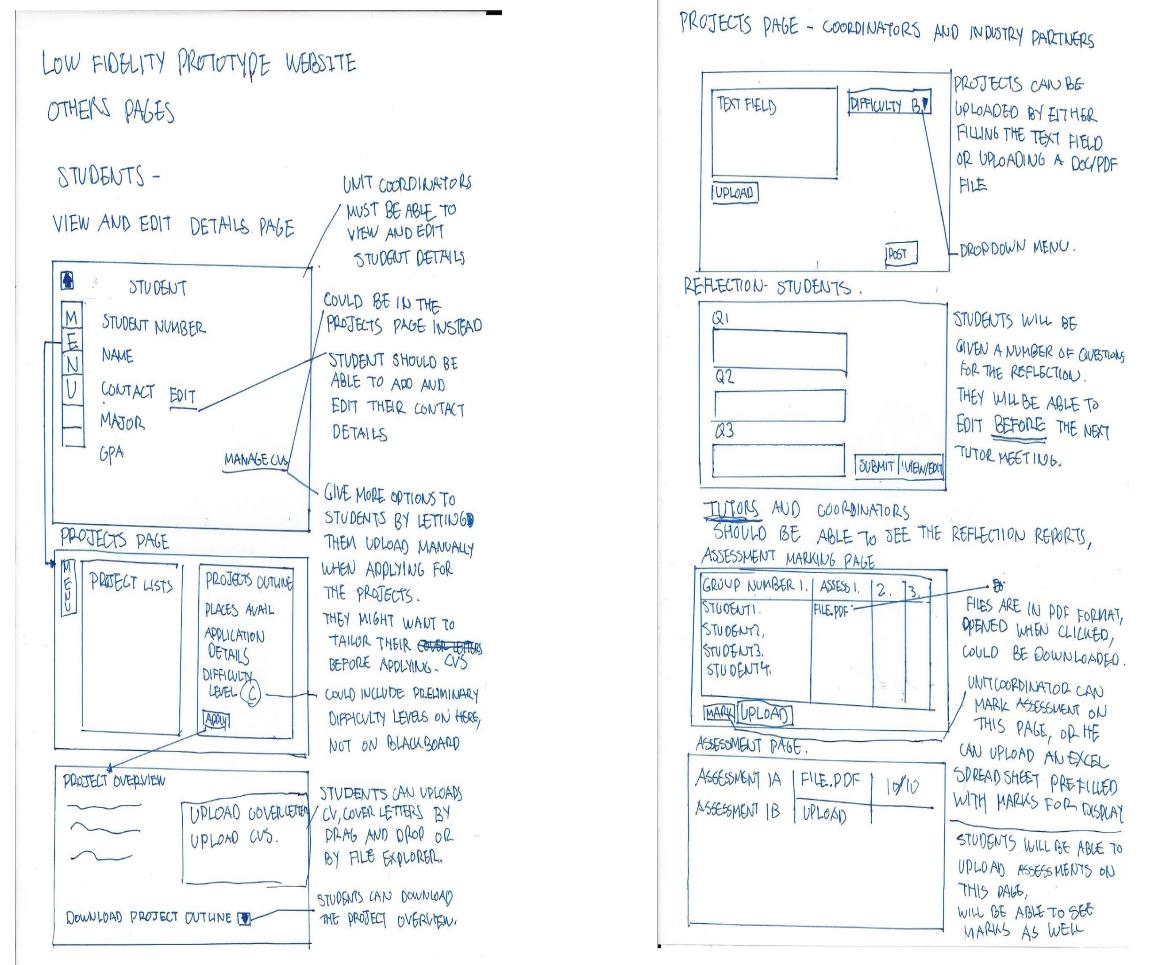 LOW FIDELITY PROTOTYPE WEBSITE
OTHERS PAGES
STUDENTS -
VIEW AND EDIT DETAILS PAGE
UNIT COORDINATORS
MUST BE ABLE TO
VIEW AND EDIT
STUDENT DETAILS
STUDENT
MENU
STUDENT NUMBER
NAME
CONTACT EDIT
MAJOR
GPA
MANAGE CVS
COULD BE IN THE
PROJECTS PAGE INSTEAD
STUDENT SHOULD BE
ABLE TO ADD AND
EDIT THEIR CONTACT
DETAILS
GIVE MORE OPTIONS TO
STUDENTS BY LETTING
THEM UPLOAD MANUALLY
WHEN APPLYING FOR
THE PROJECTS.
THEY MIGHT WANT TO
TAILOR THEIR COVER LETTERS
CVS
BEFORE APPLYING.
PROJECTS PAGE
MENU
PROJECT LISTS
PROJECTS OUTLINE
PLACES AVAIL
APPLICATION
DETAILS
DIFFICULTY
LEVEL C
APPLY
COULD INCLUDE PRELIMINARY
DIFFICULTY LEVELS ON HERE,
NOT ON BLACKBOARD
PROJECT OVERVIEW
UPLOAD COVER LETTER
UPLOAD CVS.
DOWNLOAD PROJECT OUTLINE
STUDENTS CAN UPLOADS
CV, COVER LETTERS BY
DRAG AND DROP OR
BY FILE EXPLORER.
STUDENTS CAN DOWNLOAD
THE PROJECT OVERVIEW.
PROJECTS PAGE - COORDINATORS AND INDUSTRY PARTNERS
TEXT FIELD
DIFFICULTY B.
UPLOAD
POST
PROJECTS CAN BE
UPLOADED BY EITHER
FILLING THE TEXT FIELD
OR UPLOADING A DOC/PDF
FILE
DROPDOWN MENU.
REFLECTION - STUDENTS.
Q1
Q2
Q3
SUBMIT VIEW/EDIT
STUDENTS WILL BE
GIVEN A NUMBER OF QUESTIONS
FOR THE REFLECTION.
THEY WILL BE ABLE TO
EDIT BEFORE THE NEXT
TUTOR MEETING.
TUTORS AND COORDINATORS
SHOULD BE ABLE TO SEE THE REFLECTION REPORTS,
ASSESSMENT MARKING PAGE
GROUP NUMBER 1. ASSESS 1. 2. 3.
STUDENT1. FILE.PDF
STUDENT2.
STUDENT3.
STUDENT4.
MARK UPLOAD
FILES ARE IN PDF FORMAT,
OPENED WHEN CLICKED,
COULD BE DOWNLOADED.
UNIT COORDINATOR CAN
MARK ASSESSMENT ON
THIS PAGE, OR HE
CAN UPLOAD AN EXCEL
SPREADSHEET PREFILLED
WITH MARKS FOR DISPLAY
ASSESSMENT PAGE.
ASSESSMENT 1A FILE.PDF 10/10
ASSESSMENT 1B UPLOAD
STUDENTS WILL BE ABLE TO
UPLOAD ASSESSMENTS ON
THIS PAGE,
WILL BE ABLE TO SEE
MARKS AS WELL